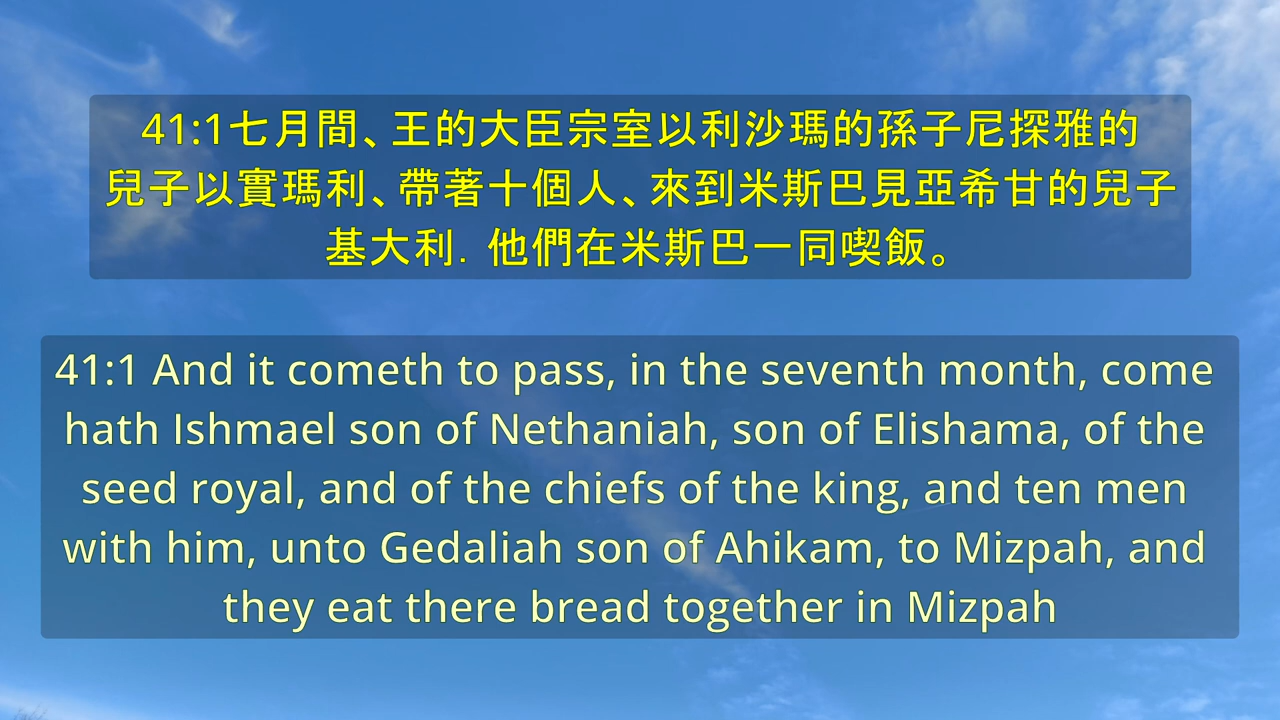 41:1七月間、王的大臣宗室以利沙瑪的孫子尼探雅的
兒子以實瑪利、帶著十個人、來到米斯巴見亞希甘的兒子
基大利．他們在米斯巴一同喫飯。
41:1 And it cometh to pass, in the seventh month, come
hath Ishmael son of Nethaniah, son of Elishama, of the
seed royal, and of the chiefs of the king, and ten men
with him, unto Gedaliah son of Ahikam, to Mizpah, and
they eat there bread together in Mizpah